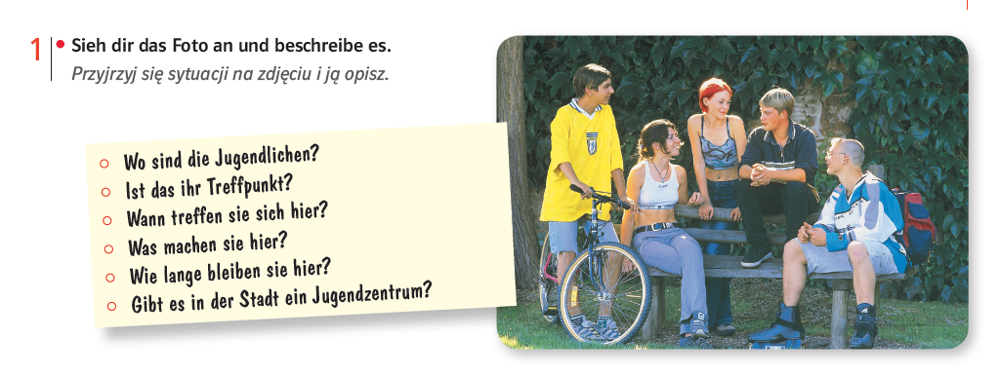 1 • Sieh dir das Foto an und beschreibe es.
Przyjrzyj się sytuacji na zdjęciu i ją opisz.
○ Wo sind die Jugendlichen?
○ Ist das ihr Treffpunkt?
○ Wann treffen sie sich hier?
○ Was machen sie hier?
○ Wie lange bleiben sie hier?
○ Gibt es in der Stadt ein Jugendzentrum?